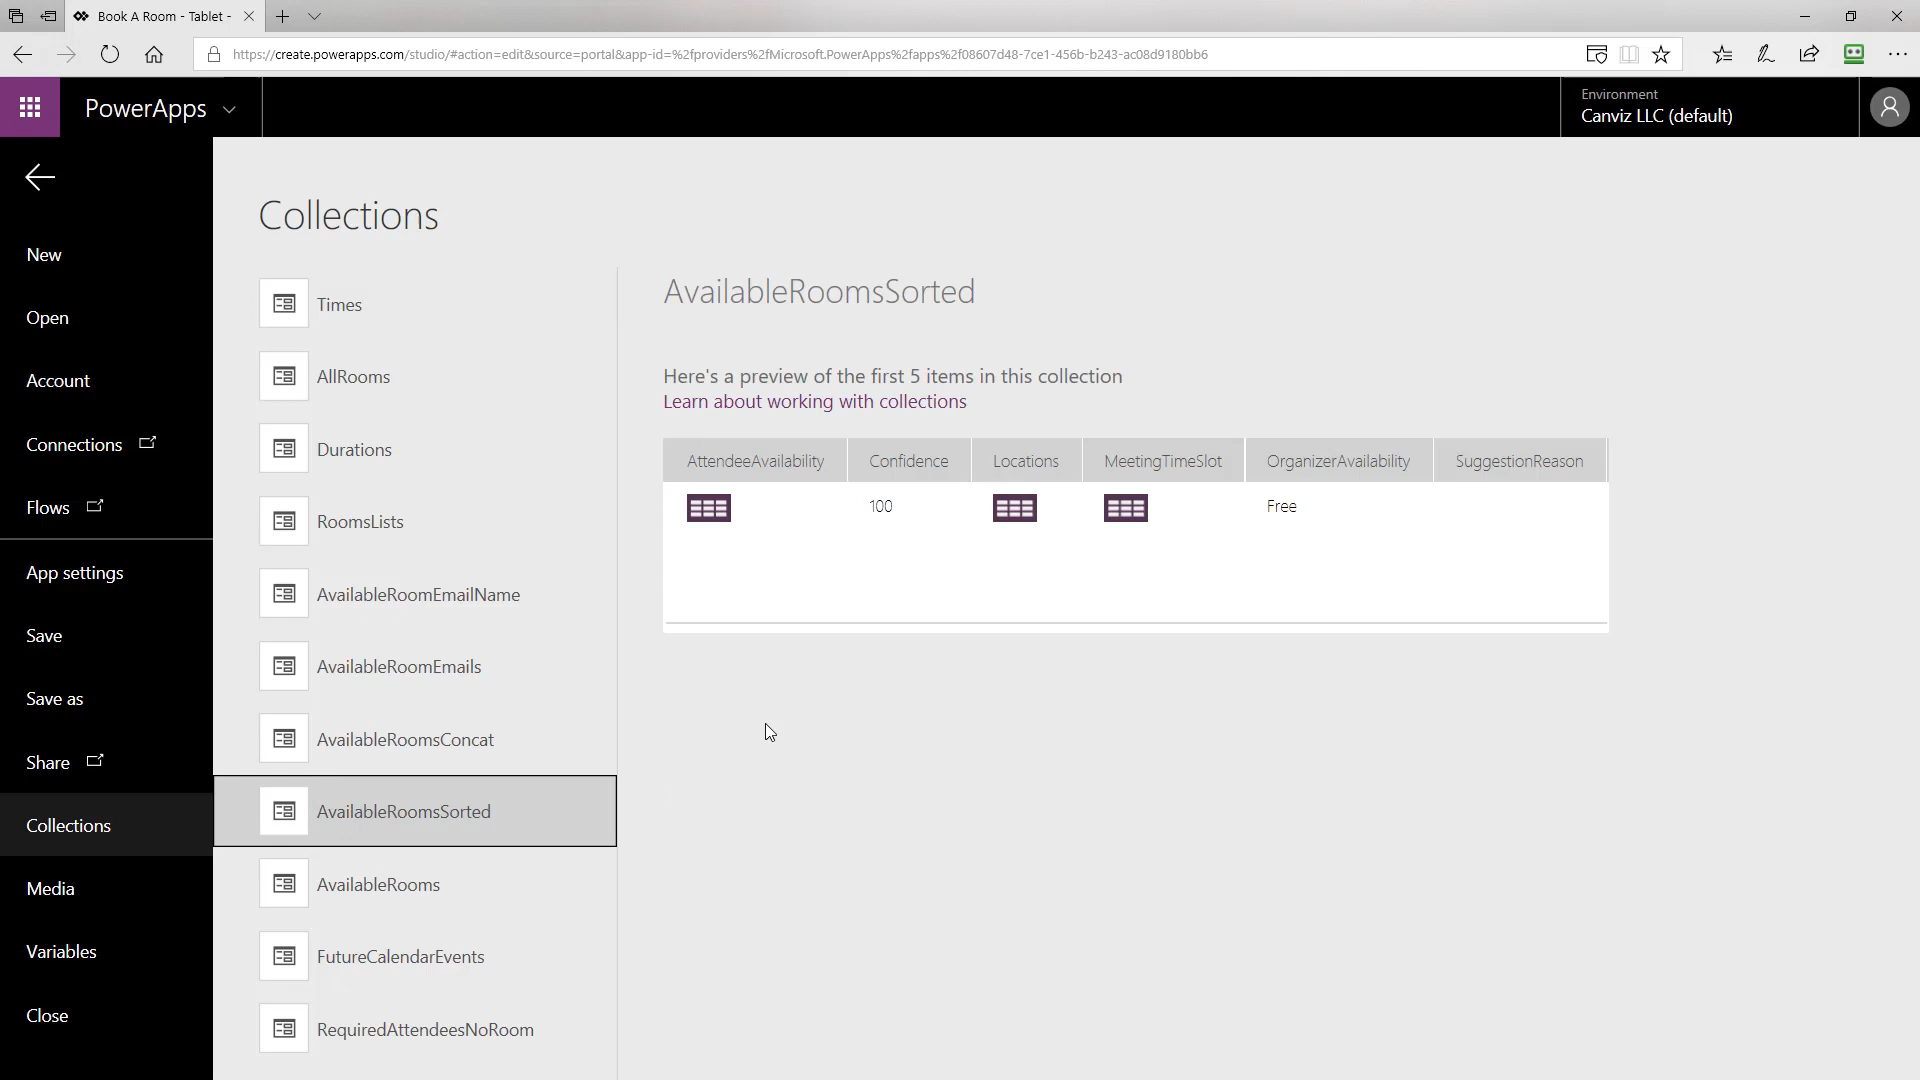 Book A Room - Tablet -
https://create.powerapps.com/studio/#action=edit&source=portal&app-id=%2fproviders%2fMicrosoft.PowerApps%2fapps%2f08607d48-7ce1-456b-b243-ac08d9180bb6
PowerApps
Environment
Canviz LLC (default)
New
Open
Account
Connections
Flows
App settings
Save
Save as
Share
Collections
Media
Variables
Close
Collections
Times
AllRooms
Durations
RoomsLists
AvailableRoomEmailName
AvailableRoomEmails
AvailableRoomsConcat
AvailableRoomsSorted
AvailableRooms
FutureCalendarEvents
RequiredAttendeesNoRoom
AvailableRoomsSorted
Here's a preview of the first 5 items in this collection
Learn about working with collections
AttendeeAvailability Confidence Locations MeetingTimeSlot OrganizerAvailability SuggestionReason
100 Free